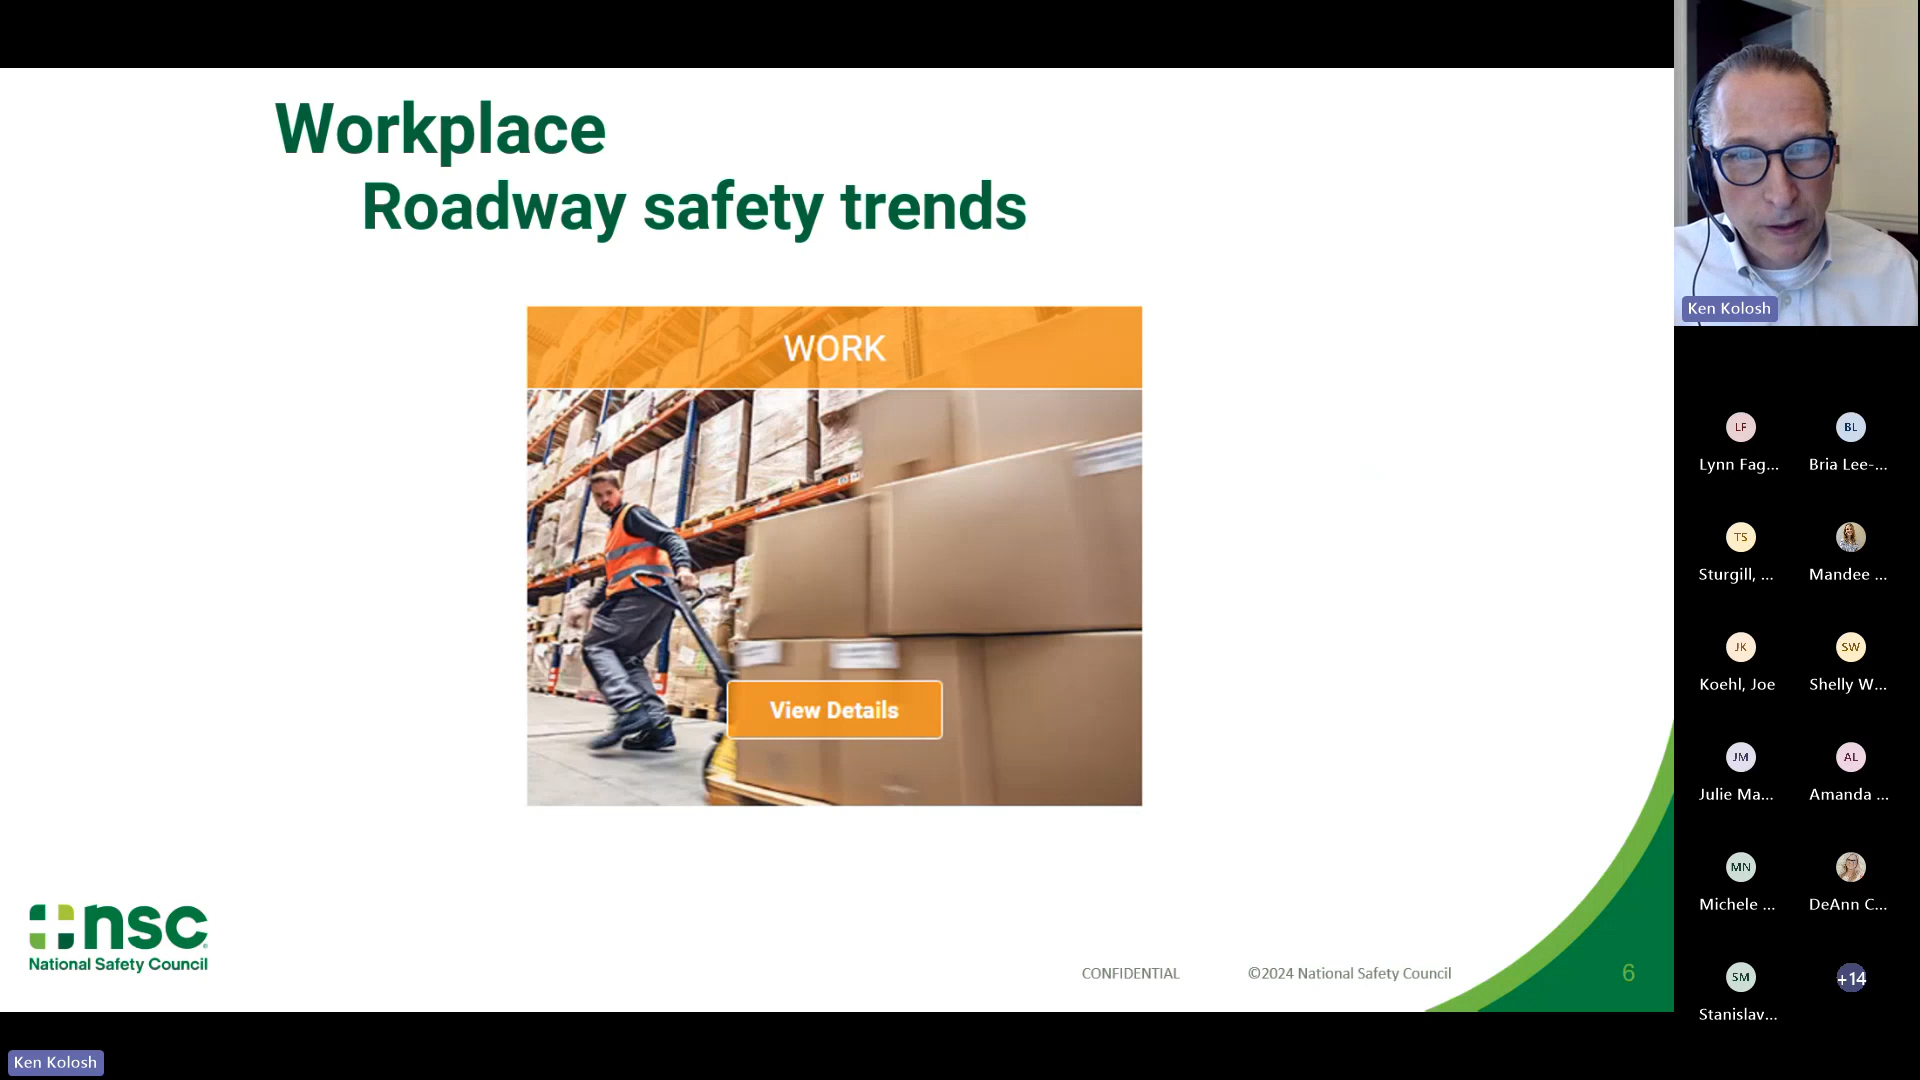 Workplace
Roadway safety trends
WORK
View Details
nsc
National Safety Council
CONFIDENTIAL
©2024 National Safety Council
6
Ken Kolosh
Ken Kolosh
LF
Lynn Fag...
BL
Bria Lee-...
TS
Sturgill, ...
Mandee ...
JK
Koehl, Joe
SW
Shelly W...
JM
Julie Ma...
AL
Amanda ...
MN
Michele ...
DeAnn C...
SM
Stanislav...
+14